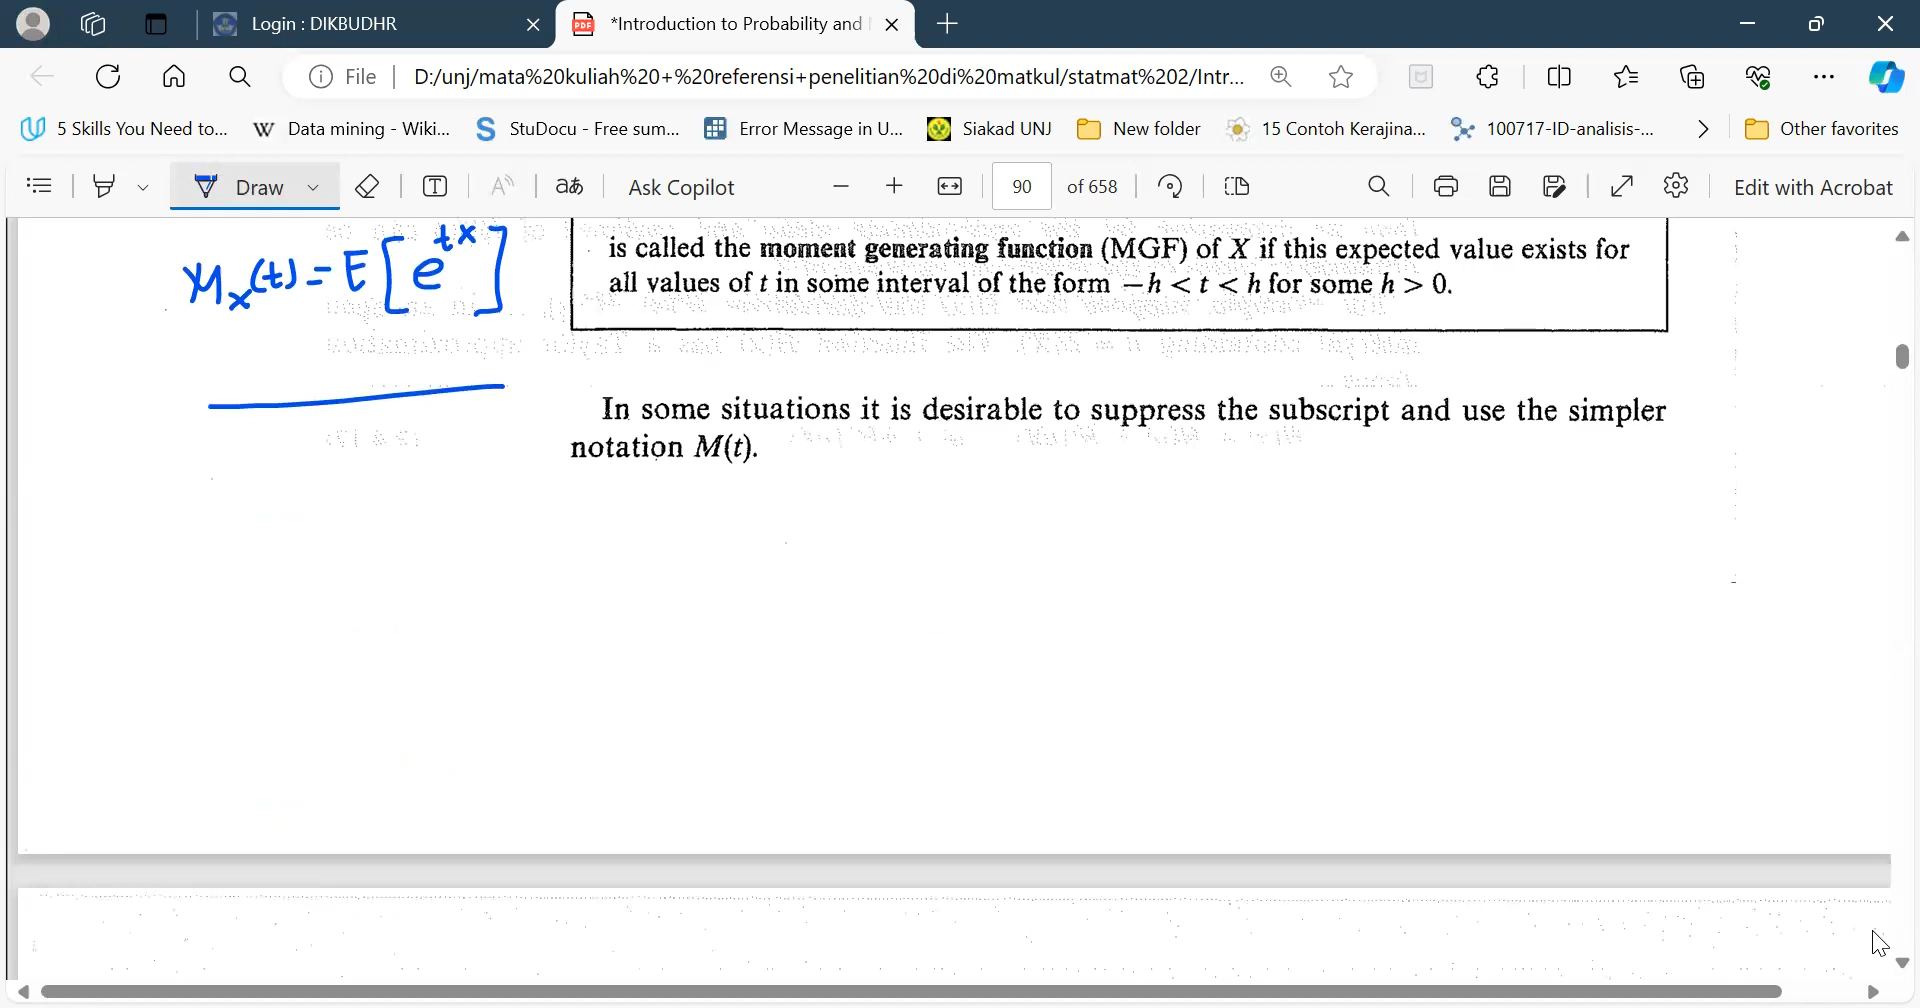 Login : DIKBUDHR
*Introduction to Probability and
File
D:/unj/mata%20kuliah%20+%20referensi+penelitian%20di%20matkul/statmat%202/Intr...
5 Skills You Need to...
Data mining - Wiki...
StuDocu - Free sum...
Error Message in U...
Siakad UNJ
New folder
15 Contoh Kerajina...
100717-ID-analisis-...
Other favorites
Draw
Ask Copilot
90 of 658
Edit with Acrobat
M_x(t) = E[e^{tx}]
is called the moment generating function (MGF) of X if this expected value exists for
all values of t in some interval of the form −h < t < h for some h > 0.
In some situations it is desirable to suppress the subscript and use the simpler
notation M(t).